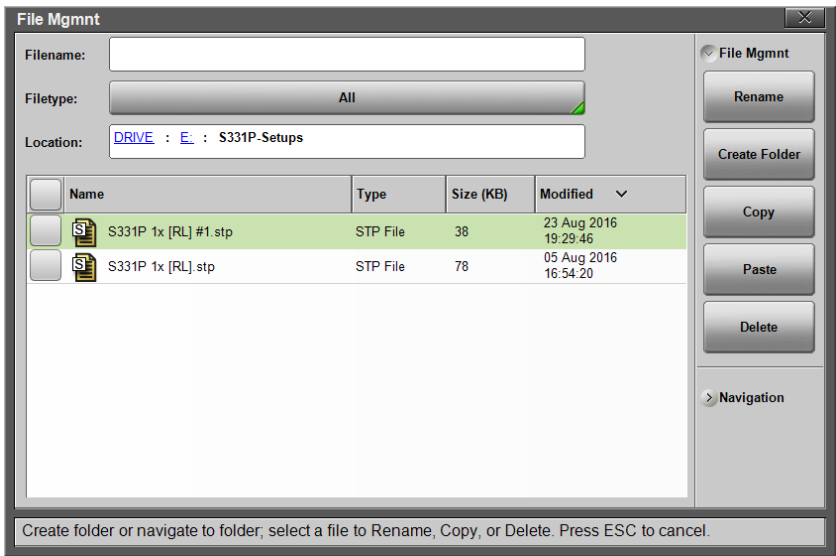 File Mgmnt
Filename:
Filetype: All
Location: DRIVE : E: : S331P-Setups
Name Type Size (KB) Modified
S331P 1x [RL] #1.stp STP File 38 23 Aug 2016
19:29:46
S331P 1x [RL].stp STP File 78 05 Aug 2016
16:54:20
File Mgmnt
Rename
Create Folder
Copy
Paste
Delete
Navigation
Create folder or navigate to folder; select a file to Rename, Copy, or Delete. Press ESC to cancel.